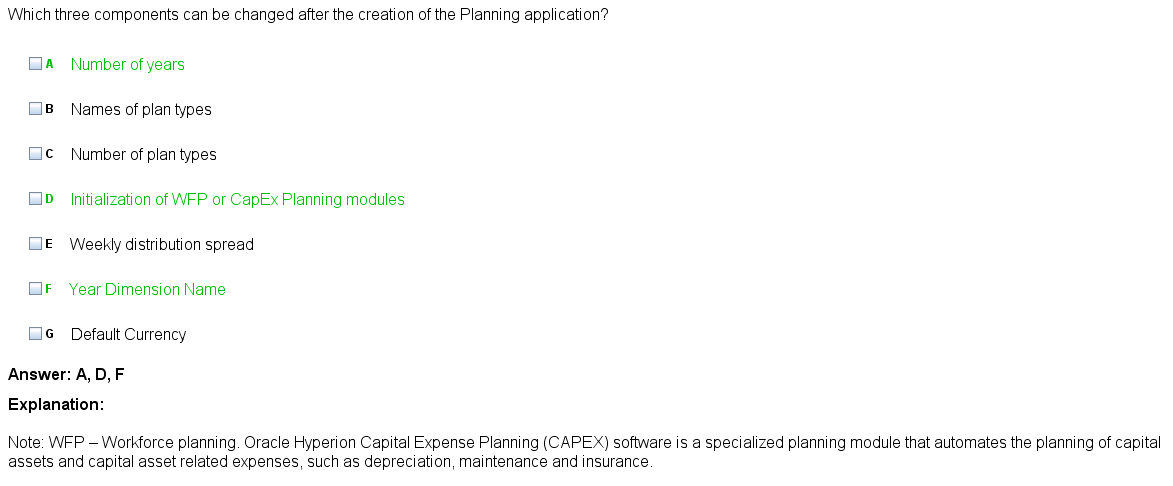 Which three components can be changed after the creation of the Planning application?
A Number of years
B Names of plan types
C Number of plan types
D Initialization of WFP or CapEx Planning modules
E Weekly distribution spread
F Year Dimension Name
G Default Currency
Answer: A, D, F
Explanation:
Note: WFP – Workforce planning. Oracle Hyperion Capital Expense Planning (CAPEX) software is a specialized planning module that automates the planning of capital
assets and capital asset related expenses, such as depreciation, maintenance and insurance.